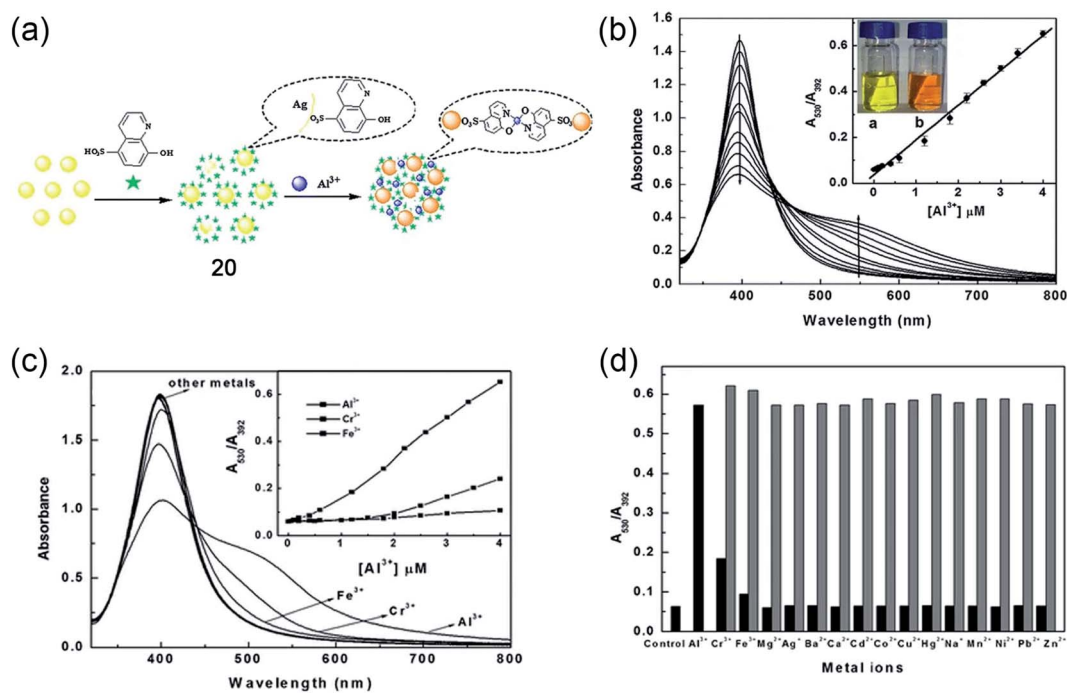 (a)
HO₃S
N
OH
Ag
O₃S
N
OH
Al³⁺
O₂S
N
O
O
N
SO₂
20
(b)
Absorbance
1.6
1.4
1.2
1.0
0.8
0.6
0.4
0.2
0.0
400
500
600
700
800
Wavelength (nm)
A₅₃₀/A₃₉₂
0.6
0.4
0.2
0.0
0
1
2
3
4
[Al³⁺] μM
a
b
(c)
Absorbance
2.0
1.5
1.0
0.5
0.0
400
500
600
700
800
Wavelength (nm)
other metals
Fe³⁺
Cr³⁺
Al³⁺
A₅₃₀/A₃₉₂
0.6
0.4
0.2
0.0
0
1
2
3
4
[Al³⁺] μM
Al³⁺
Cr³⁺
Fe³⁺
(d)
A₅₃₀/A₃₉₂
0.6
0.5
0.4
0.3
0.2
0.1
0.0
Control Al³⁺ Cr³⁺ Fe³⁺ Mg²⁺ Ag⁺ Ba²⁺ Ca²⁺ Cd²⁺ Co²⁺ Cu²⁺ Hg²⁺ Na⁺ Mn²⁺ Ni²⁺ Pb²⁺ Zn²⁺
Metal ions